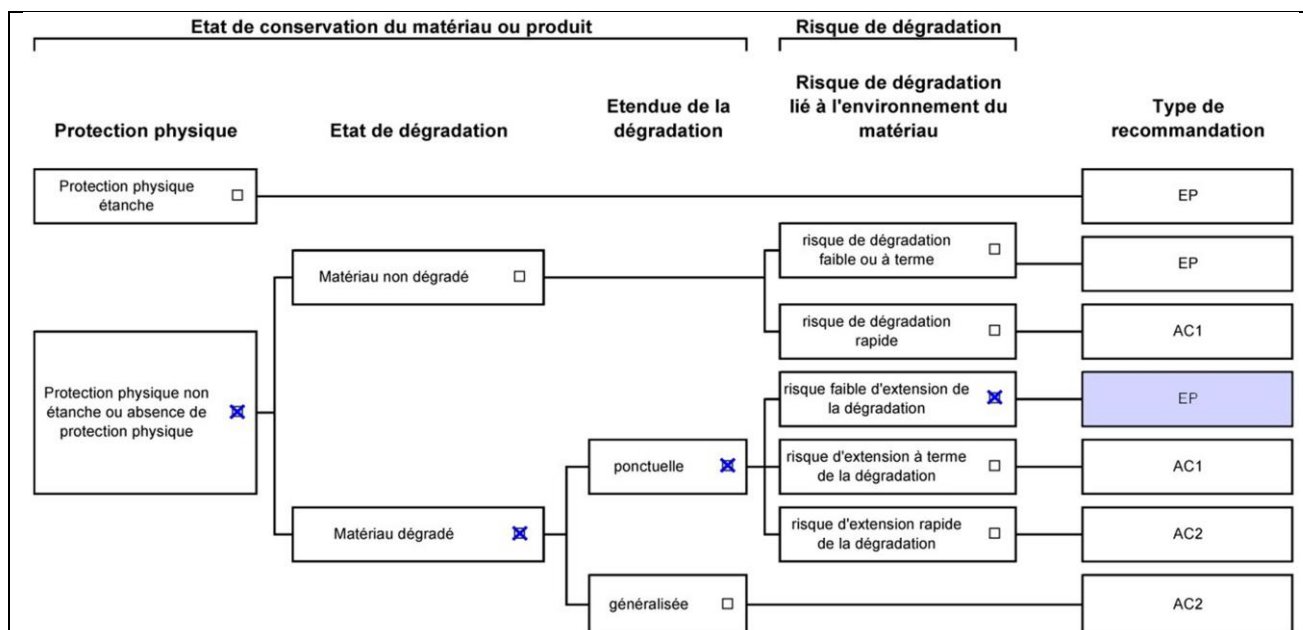 Etat de conservation du matériau ou produit
Risque de dégradation
Protection physique
Etat de dégradation
Etendue de la
dégradation
Risque de dégradation
lié à l'environnement du
matériau
Type de
recommandation
Protection physique
étanche
EP
Matériau non dégradé
risque de dégradation
faible ou à terme
EP
risque de dégradation
rapide
AC1
Protection physique non
étanche ou absence de
protection physique
risque faible d'extension de
la dégradation
EP
ponctuelle
risque d'extension à terme
de la dégradation
AC1
Matériau dégradé
risque d'extension rapide
de la dégradation
AC2
généralisée
AC2